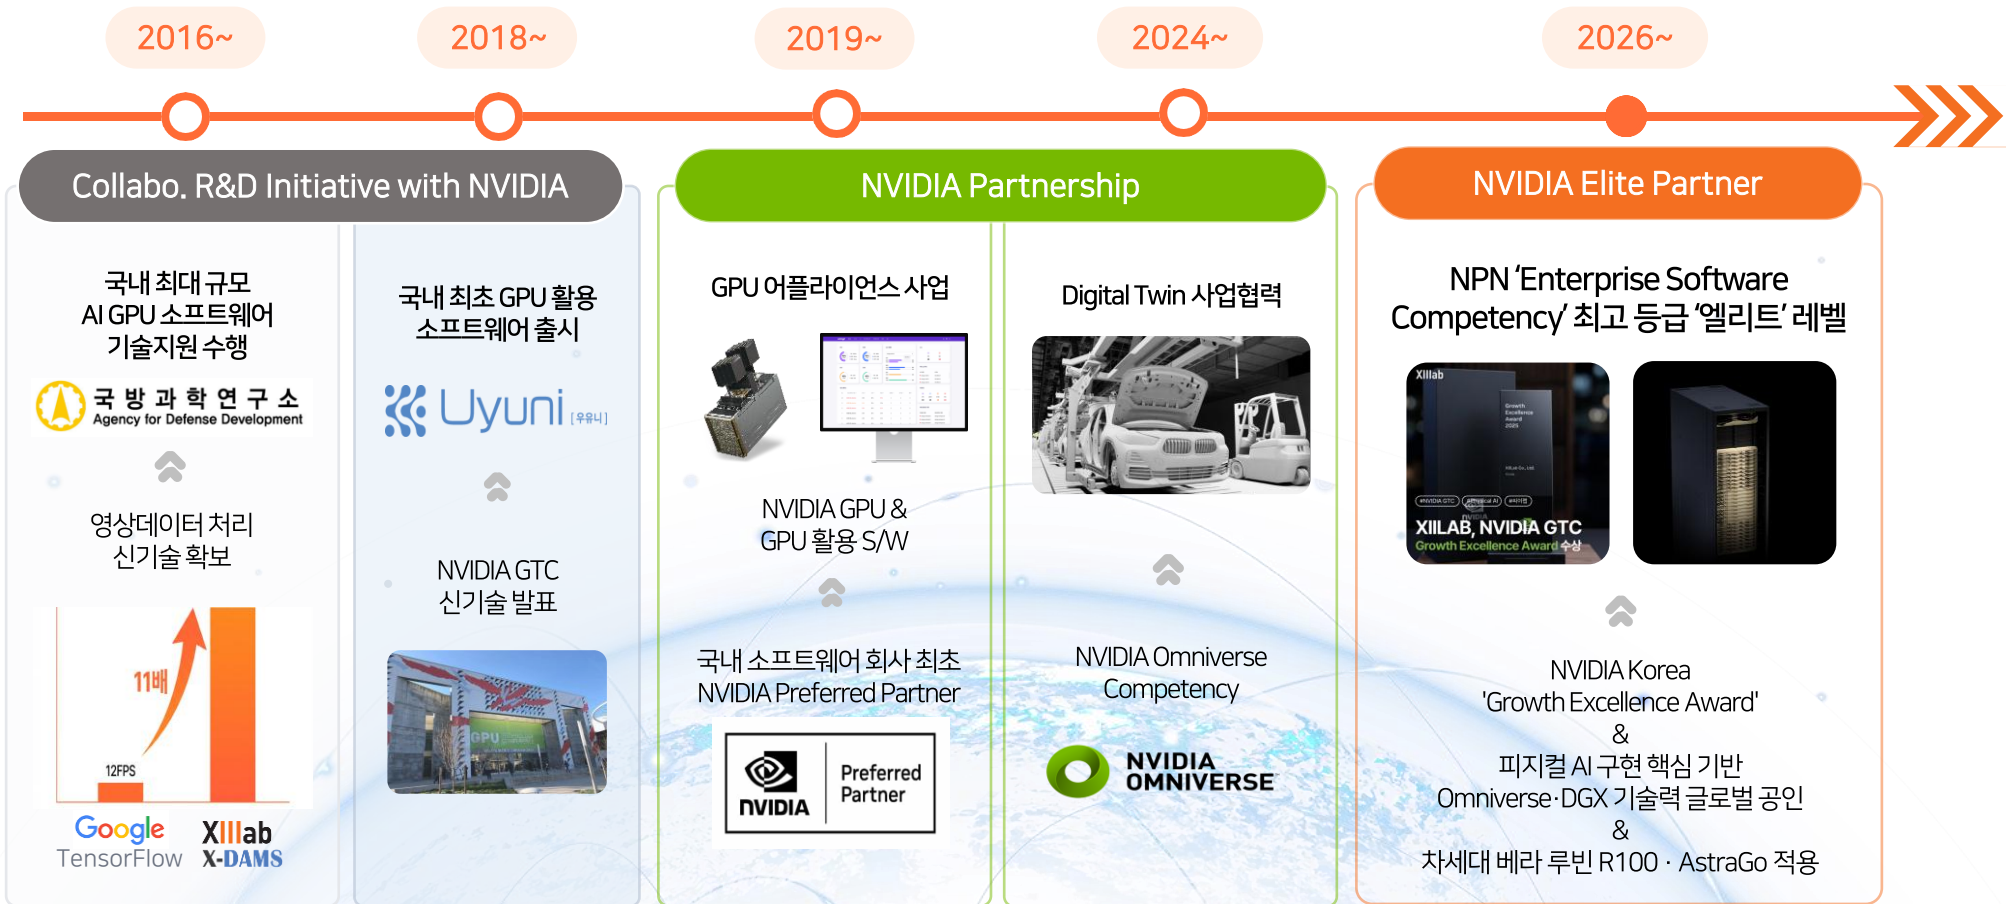 2016~
2018~
2019~
2024~
2026~
Collabo. R&D Initiative with NVIDIA
NVIDIA Partnership
NVIDIA Elite Partner
국내 최대 규모
AI GPU 소프트웨어
기술지원 수행
국방과학연구소
Agency for Defense Development
영상데이터 처리
신기술 확보
11배
12FPS
Google
TensorFlow
XIIlab
X-DAMS
국내 최초 GPU 활용
소프트웨어 출시
Uyuni [우유니]
NVIDIA GTC
신기술 발표
GPU
GPU 어플라이언스 사업
NVIDIA GPU &
GPU 활용 S/W
국내 소프트웨어 회사 최초
NVIDIA Preferred Partner
NVIDIA
Preferred
Partner
Digital Twin 사업협력
NVIDIA Omniverse
Competency
NVIDIA
OMNIVERSE
NPN ‘Enterprise Software
Competency’ 최고 등급 ‘엘리트’ 레벨
XIIlab
Growth
Excellence
Award
2025
#NVIDIA GTC
XIILAB, NVIDIA GTC
Growth Excellence Award 수상
NVIDIA Korea
'Growth Excellence Award'
&
피지컬 AI 구현 핵심 기반
Omniverse·DGX 기술력 글로벌 공인
&
차세대 베라 루빈 R100 · AstraGo 적용